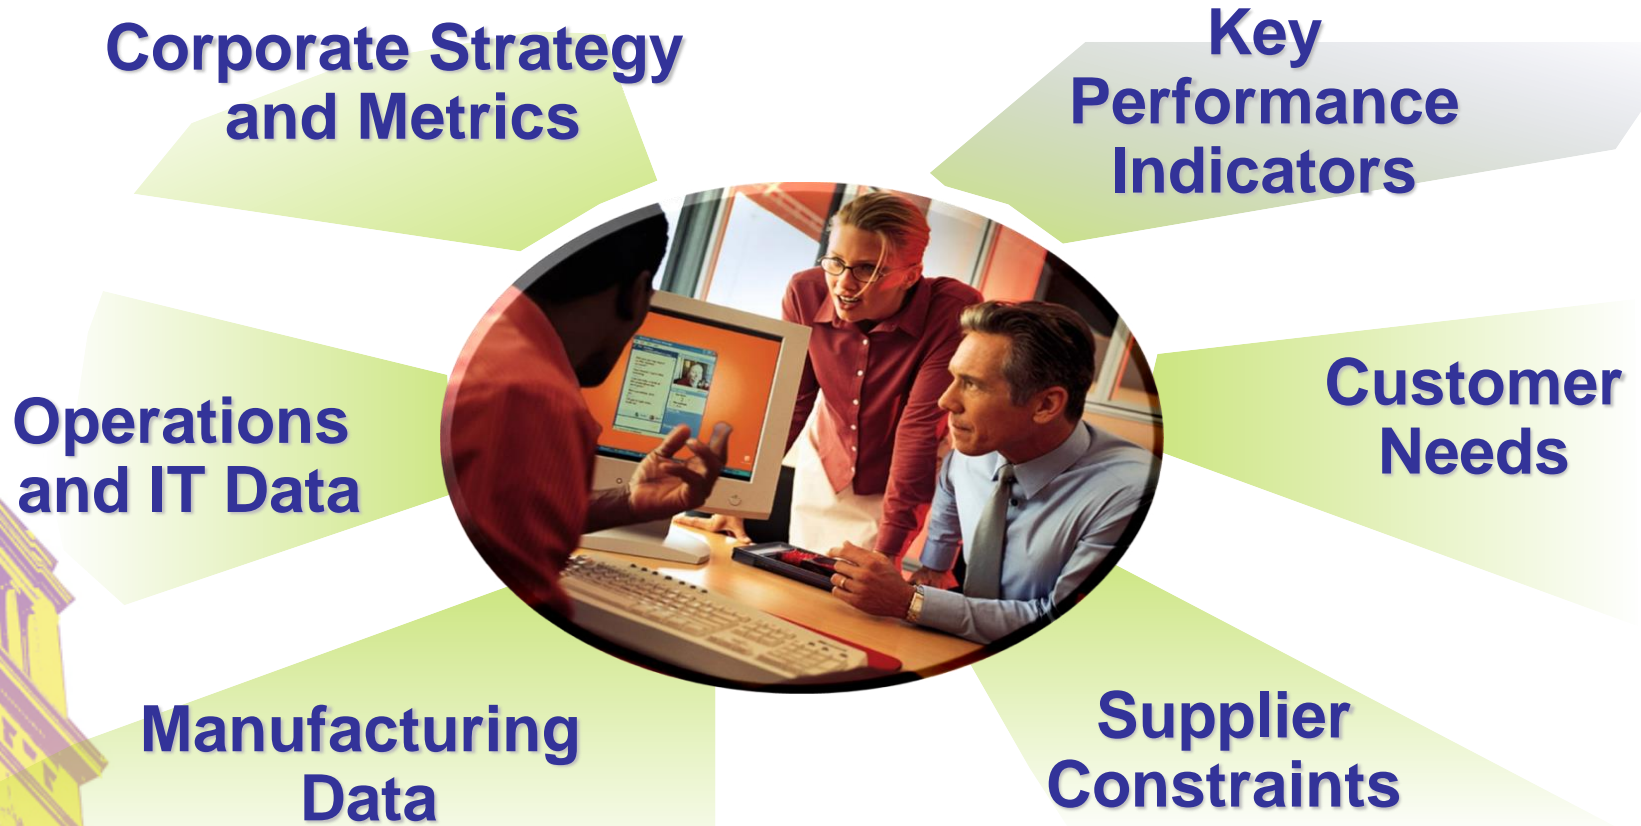 Corporate Strategy
and Metrics
Key
Performance
Indicators
Operations
and IT Data
Customer
Needs
Manufacturing
Data
Supplier
Constraints